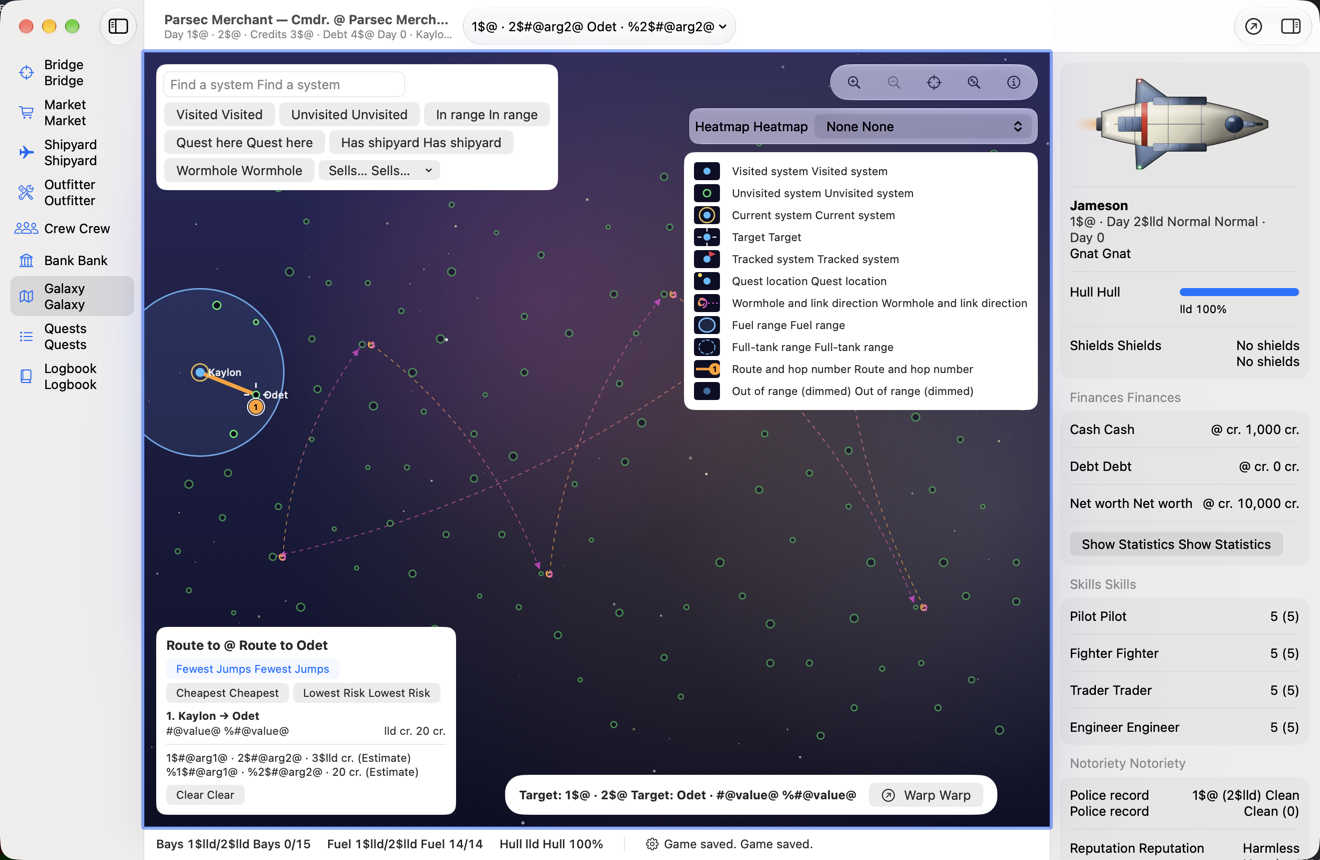 Parsec Merchant — Cmdr. @ Parsec Merch...
Day 1$@ · 2$@ · Credits 3$@ · Debt 4$@ Day 0 · Kaylo...
1$@ · 2$#@arg2@ Odet · %2$#@arg2@
Bridge
Bridge
Market
Market
Shipyard
Shipyard
Outfitter
Outfitter
Crew Crew
Bank Bank
Galaxy
Galaxy
Quests
Quests
Logbook
Logbook
Find a system Find a system
Visited Visited
Unvisited Unvisited
In range In range
Quest here Quest here
Has shipyard Has shipyard
Wormhole Wormhole
Sells... Sells...
Heatmap Heatmap
None None
Visited system Visited system
Unvisited system Unvisited system
Current system Current system
Target Target
Tracked system Tracked system
Quest location Quest location
Wormhole and link direction Wormhole and link direction
Fuel range Fuel range
Full-tank range Full-tank range
1
Route and hop number Route and hop number
Out of range (dimmed) Out of range (dimmed)
Kaylon
Odet
1
Route to @ Route to Odet
Fewest Jumps Fewest Jumps
Cheapest Cheapest
Lowest Risk Lowest Risk
1. Kaylon → Odet
#@value@ %#@value@
lld cr. 20 cr.
1$#@arg1@ · 2$#@arg2@ · 3$lld cr. (Estimate)
%1$#@arg1@ · %2$#@arg2@ · 20 cr. (Estimate)
Clear Clear
Target: 1$@ · 2$@ Target: Odet · #@value@ %#@value@
Warp Warp
Bays 1$lld/2$lld Bays 0/15
Fuel 1$lld/2$lld Fuel 14/14
Hull lld Hull 100%
Game saved. Game saved.
Jameson
1$@ · Day 2$lld Normal Normal ·
Day 0
Gnat Gnat
Hull Hull
lld 100%
Shields Shields
No shields
No shields
Finances Finances
Cash Cash
@ cr. 1,000 cr.
Debt Debt
@ cr. 0 cr.
Net worth Net worth
@ cr. 10,000 cr.
Show Statistics Show Statistics
Skills Skills
Pilot Pilot
5 (5)
Fighter Fighter
5 (5)
Trader Trader
5 (5)
Engineer Engineer
5 (5)
Notoriety Notoriety
Police record
Police record
1$@ (2$lld) Clean
Clean (0)
Reputation Reputation
Harmless